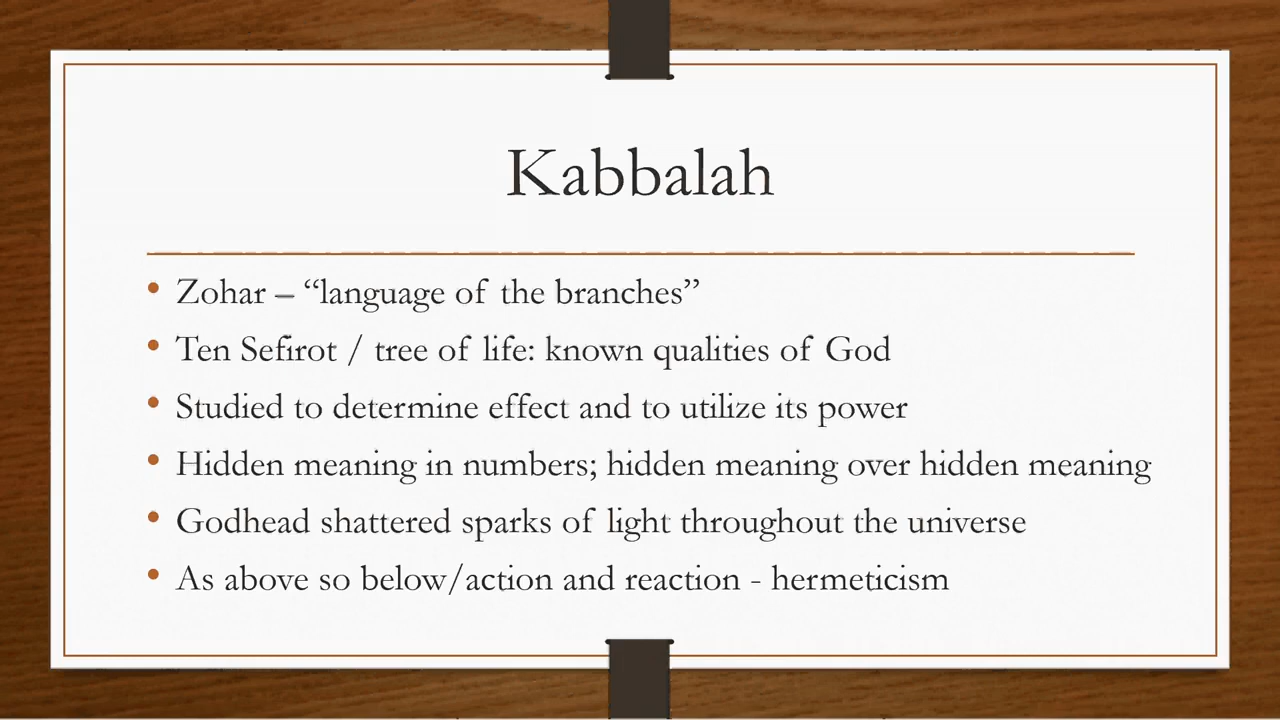 Kabbalah
• Zohar – “language of the branches”
• Ten Sefirot / tree of life: known qualities of God
• Studied to determine effect and to utilize its power
• Hidden meaning in numbers; hidden meaning over hidden meaning
• Godhead shattered sparks of light throughout the universe
• As above so below/action and reaction - hermeticism